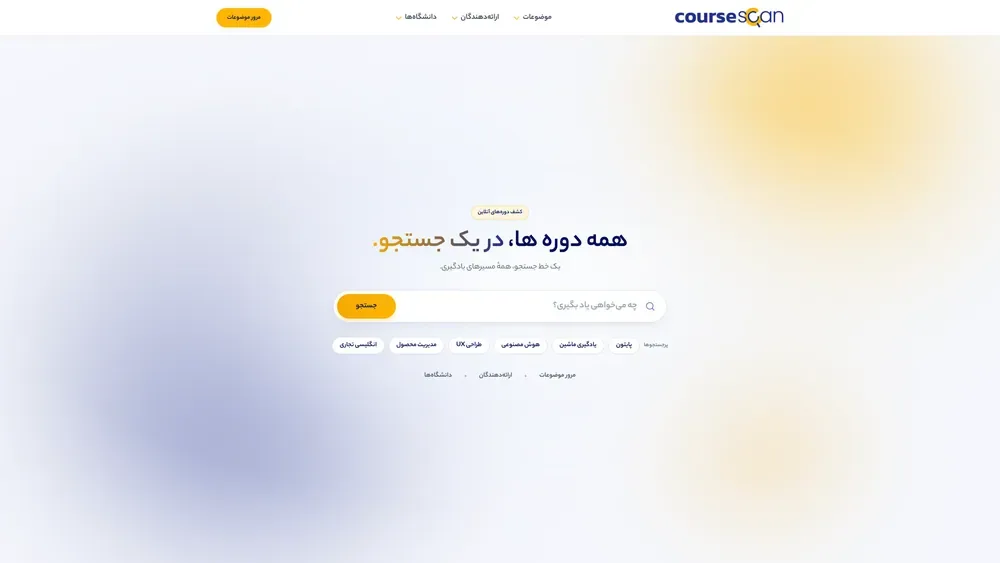 coursescan
موضوعات
ارائه‌دهندگان
دانشگاه‌ها
مرور موضوعات
کشف دوره‌های آنلاین
همه دوره ها، در یک جستجو.
یک خط جستجو، همهٔ مسیرهای یادگیری.
چه می‌خواهی یاد بگیری؟
جستجو
پرجستجوها
پایتون
یادگیری ماشین
هوش مصنوعی
طراحی UX
مدیریت محصول
انگلیسی تجاری
مرور موضوعات • ارائه‌دهندگان • دانشگاه‌ها